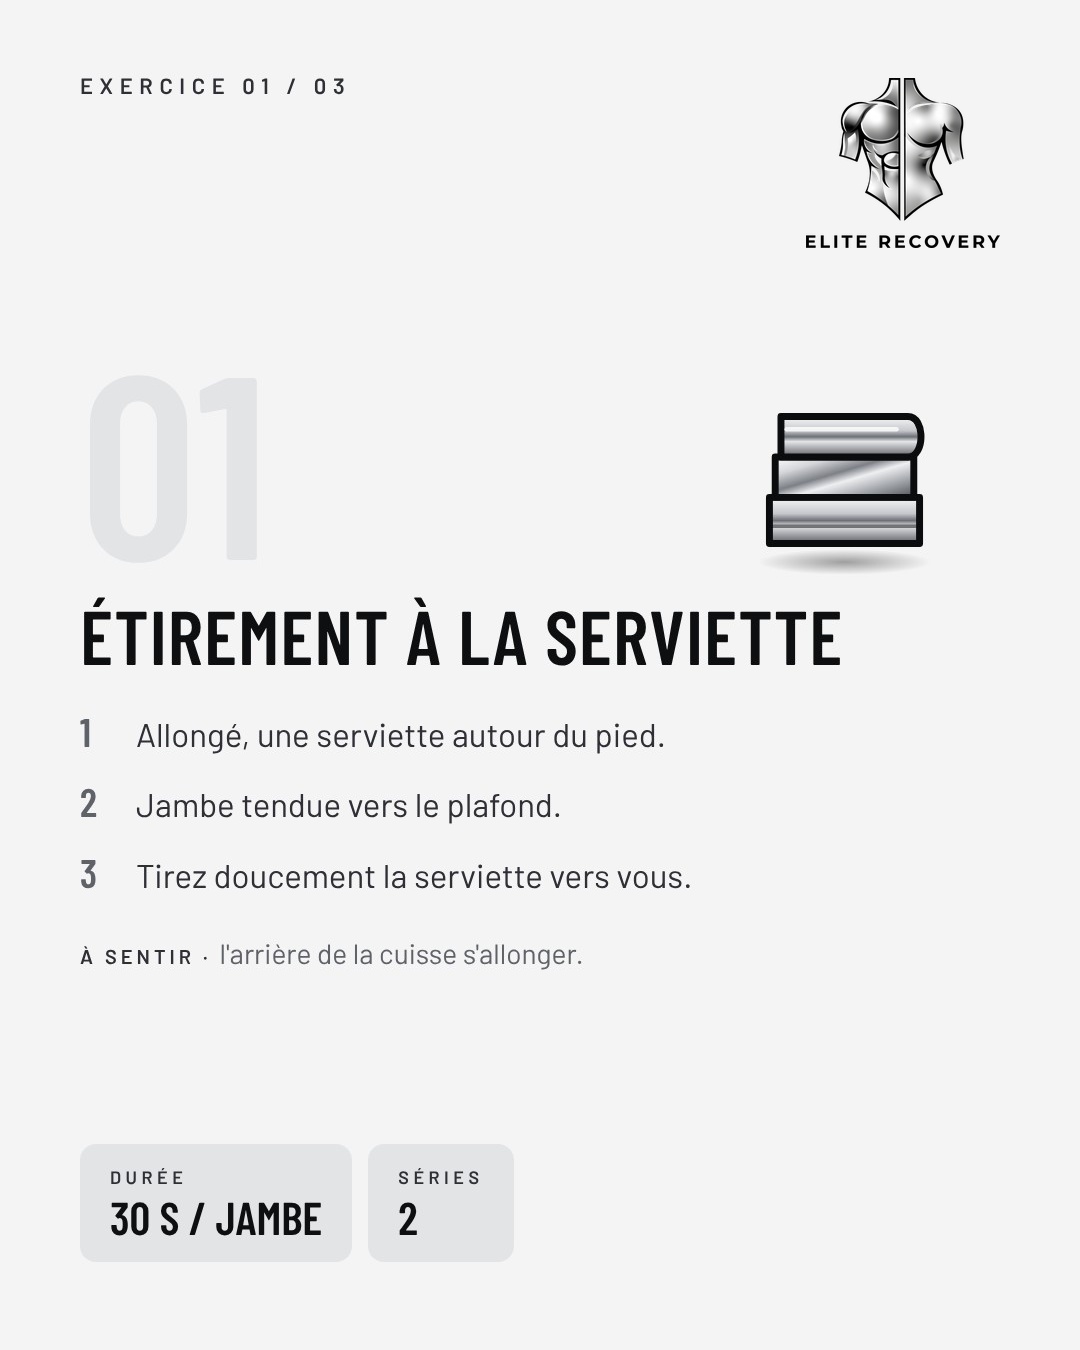 EXERCICE 01 / 03
ELITE RECOVERY
01
ÉTIREMENT À LA SERVIETTE
1 Allongé, une serviette autour du pied.
2 Jambe tendue vers le plafond.
3 Tirez doucement la serviette vers vous.
À SENTIR · l'arrière de la cuisse s'allonger.
DURÉE
30 S / JAMBE
SÉRIES
2